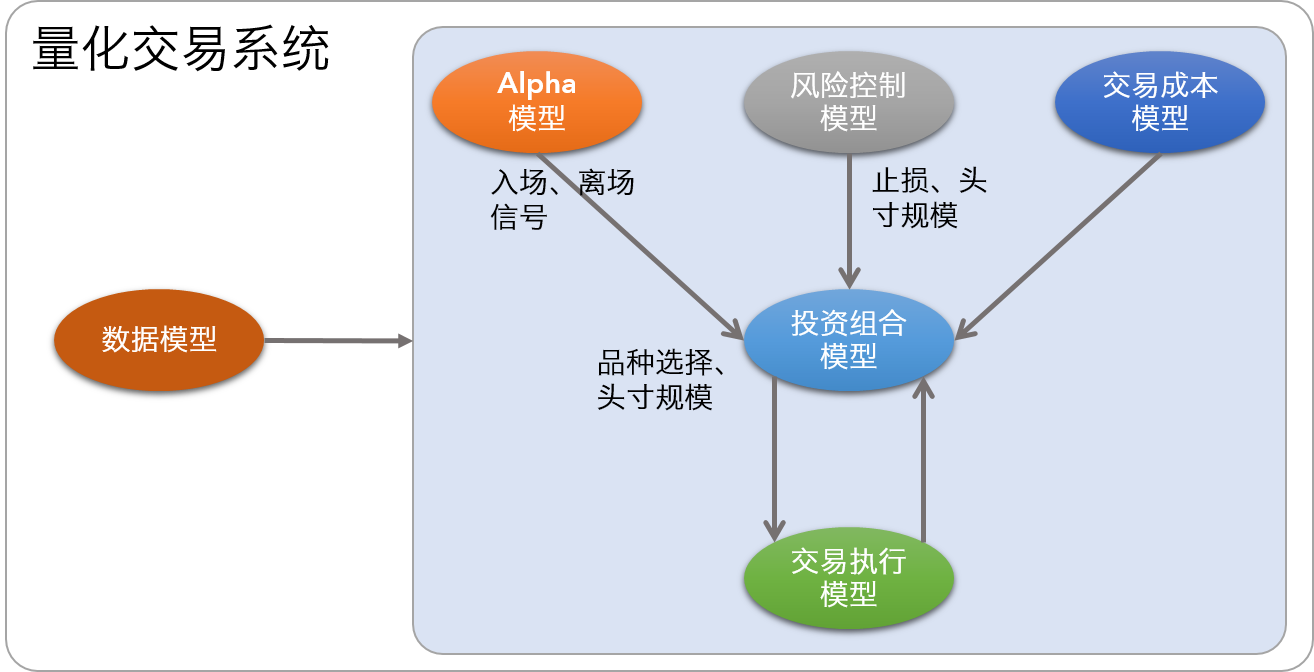 量化交易系统
Alpha
模型
风险控制
模型
交易成本
模型
入场、离场
信号
止损、头
寸规模
数据模型
投资组合
模型
品种选择、
头寸规模
交易执行
模型